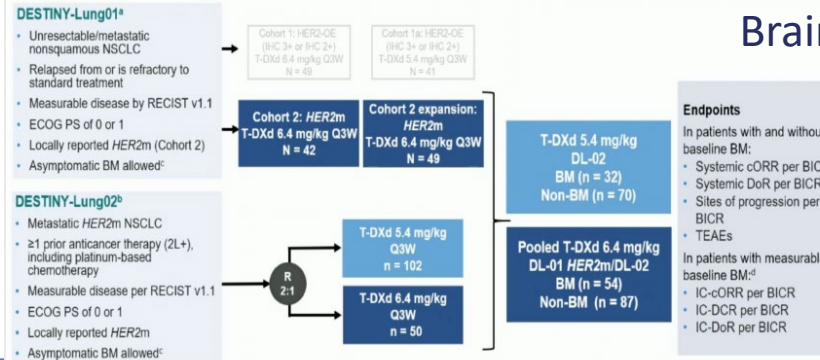 Brain
DESTINY-Lung01ᵃ
• Unresectable/metastatic
nonsquamous NSCLC
• Relapsed from or is refractory to
standard treatment
• Measurable disease by RECIST v1.1
• ECOG PS of 0 or 1
• Locally reported HER2m (Cohort 2)
• Asymptomatic BM allowedᶜ
Cohort 1: HER2-OE
(IHC 3+ or IHC 2+)
T-DXd 6.4 mg/kg Q3W
N = 49
Cohort 1a: HER2-OE
(IHC 3+ or IHC 2+)
T-DXd 5.4 mg/kg Q3W
N = 41
Cohort 2: HER2m
T-DXd 6.4 mg/kg Q3W
N = 42
Cohort 2 expansion:
HER2m
T-DXd 6.4 mg/kg Q3W
N = 49
DESTINY-Lung02ᵇ
• Metastatic HER2m NSCLC
• ≥1 prior anticancer therapy (2L+),
including platinum-based
chemotherapy
• Measurable disease per RECIST v1.1
• ECOG PS of 0 or 1
• Locally reported HER2m
• Asymptomatic BM allowedᶜ
R
2:1
T-DXd 5.4 mg/kg
Q3W
n = 102
T-DXd 6.4 mg/kg
Q3W
n = 50
T-DXd 5.4 mg/kg
DL-02
BM (n = 32)
Non-BM (n = 70)
Pooled T-DXd 6.4 mg/kg
DL-01 HER2m/DL-02
BM (n = 54)
Non-BM (n = 87)
Endpoints
In patients with and withou
baseline BM:
• Systemic cORR per BIC
• Systemic DoR per BICR
• Sites of progression per
BICR
• TEAEs
In patients with measurabl
baseline BM:ᵈ
• IC-cORR per BICR
• IC-DCR per BICR
• IC-DoR per BICR